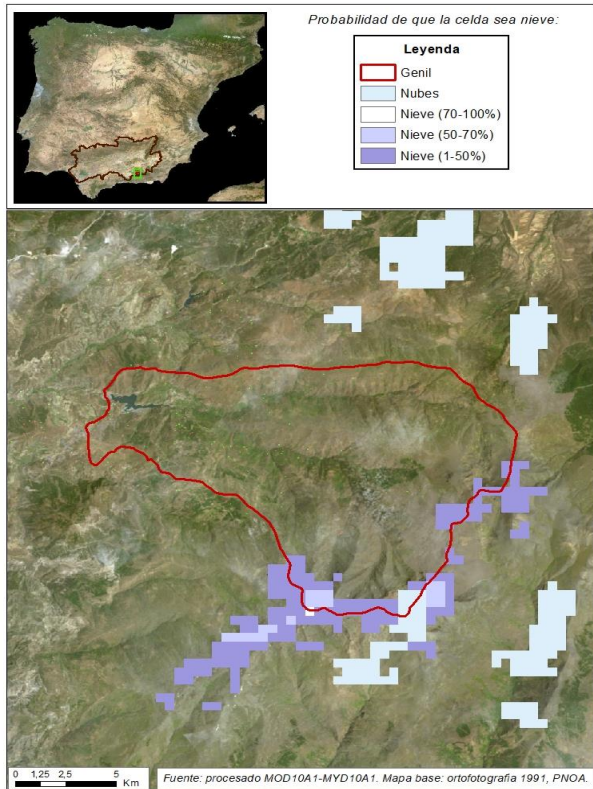 Probabilidad de que la celda sea nieve:
Leyenda
Genil
Nubes
Nieve (70-100%)
Nieve (50-70%)
Nieve (1-50%)
0 1,25 2,5 5
Km
Fuente: procesado MOD10A1-MYD10A1. Mapa base: ortofotografia 1991, PNOA.